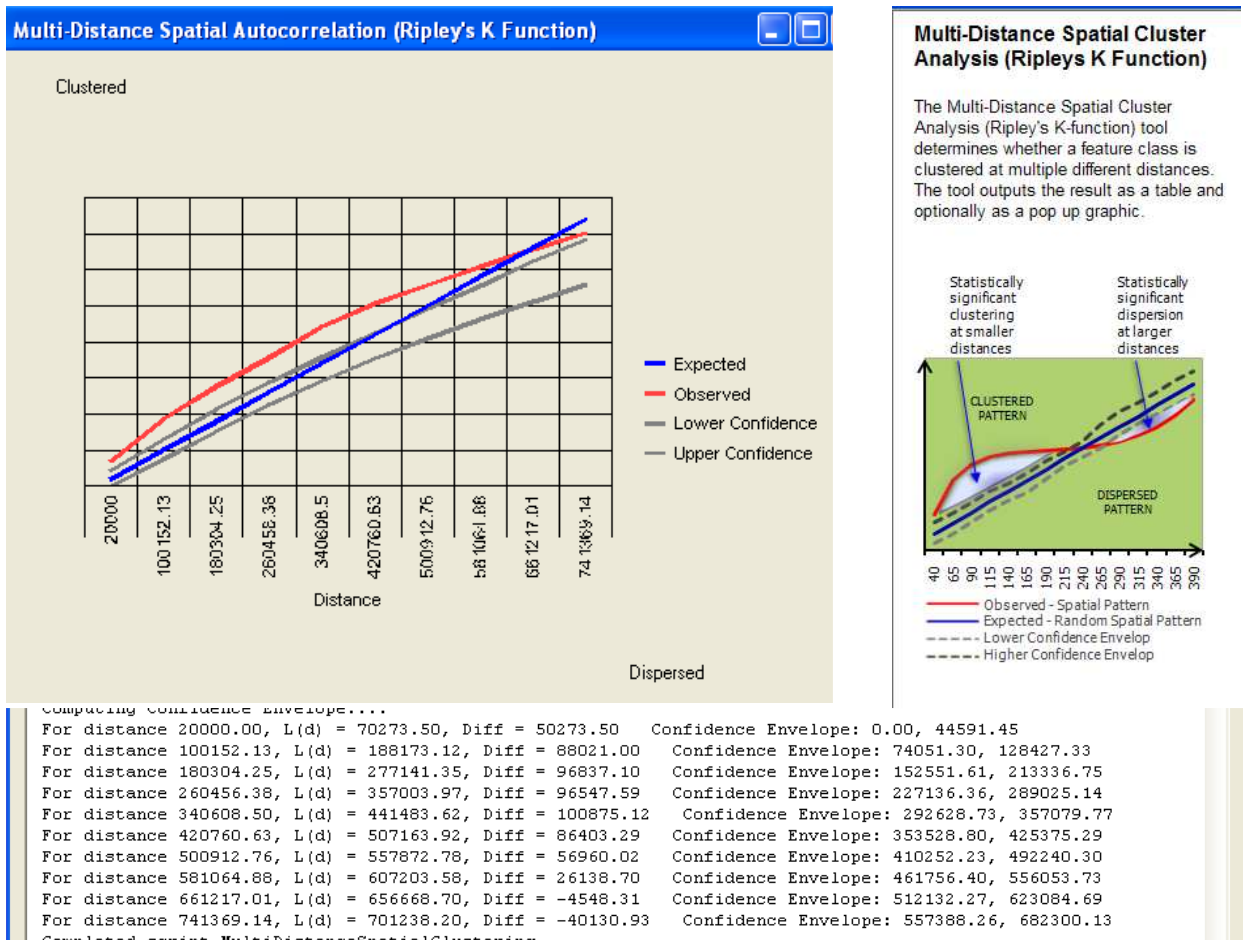 Multi-Distance Spatial Autocorrelation (Ripley's K Function)
Clustered
Expected
Observed
Lower Confidence
Upper Confidence
20000
100152.13
180304.25
260456.38
340608.5
420760.63
500912.76
581064.88
661217.01
741369.14
Distance
Dispersed
Multi-Distance Spatial Cluster
Analysis (Ripleys K Function)
The Multi-Distance Spatial Cluster
Analysis (Ripley's K-function) tool
determines whether a feature class is
clustered at multiple different distances.
The tool outputs the result as a table and
optionally as a pop up graphic.
Statistically
significant
clustering
at smaller
distances
Statistically
significant
dispersion
at larger
distances
CLUSTERED
PATTERN
DISPERSED
PATTERN
40
65
90
115
140
165
190
215
240
265
290
315
340
365
390
Observed - Spatial Pattern
Expected - Random Spatial Pattern
Lower Confidence Envelop
Higher Confidence Envelop
Computing Confidence Envelope....
For distance 20000.00, L(d) = 70273.50, Diff = 50273.50 Confidence Envelope: 0.00, 44591.45
For distance 100152.13, L(d) = 188173.12, Diff = 88021.00 Confidence Envelope: 74051.30, 128427.33
For distance 180304.25, L(d) = 277141.35, Diff = 96837.10 Confidence Envelope: 152551.61, 213336.75
For distance 260456.38, L(d) = 357003.97, Diff = 96547.59 Confidence Envelope: 227136.36, 289025.14
For distance 340608.50, L(d) = 441483.62, Diff = 100875.12 Confidence Envelope: 292628.73, 357079.77
For distance 420760.63, L(d) = 507163.92, Diff = 86403.29 Confidence Envelope: 353528.80, 425375.29
For distance 500912.76, L(d) = 557872.78, Diff = 56960.02 Confidence Envelope: 410252.23, 492240.30
For distance 581064.88, L(d) = 607203.58, Diff = 26138.70 Confidence Envelope: 461756.40, 556053.73
For distance 661217.01, L(d) = 656668.70, Diff = -4548.31 Confidence Envelope: 512132.27, 623084.69
For distance 741369.14, L(d) = 701238.20, Diff = -40130.93 Confidence Envelope: 557388.26, 682300.13
Completed script MultiDistanceSpatialClustering